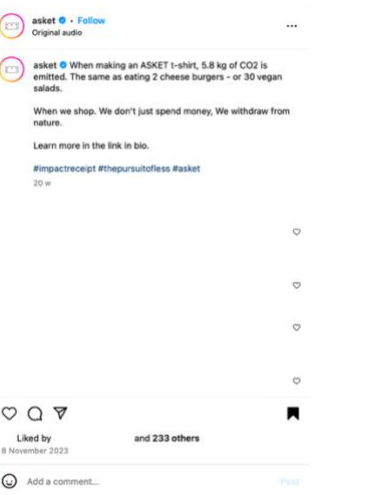 asket • Follow
Original audio
asket When making an ASKET t-shirt, 5.8 kg of CO2 is
emitted. The same as eating 2 cheese burgers - or 30 vegan
salads.
When we shop. We don't just spend money, We withdraw from
nature.
Learn more in the link in bio.
#impactreceipt #thepursuitofless #asket
20 w
Liked by and 233 others
8 November 2023
Add a comment...
Post